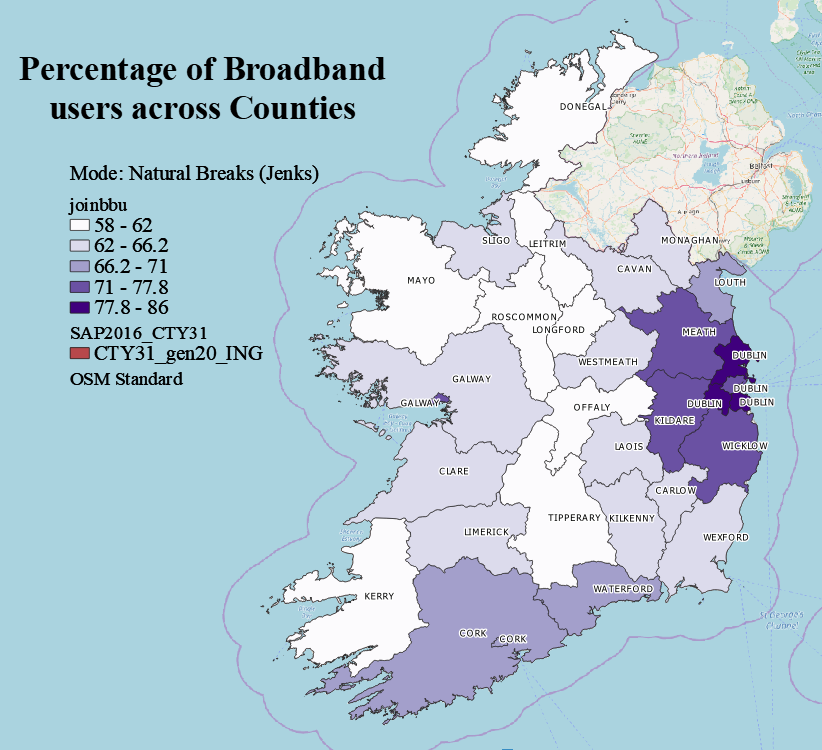 Percentage of Broadband
users across Counties
Mode: Natural Breaks (Jenks)
joinbbu
58 - 62
62 - 66.2
66.2 - 71
71 - 77.8
77.8 - 86
SAP2016_CTY31
CTY31_gen20_ING
OSM Standard
DONEGAL
Belfast
Lisburn
SLIGO
LEITRIM
MONAGHAN
CAVAN
MAYO
LOUTH
ROSCOMMON
LONGFORD
MEATH
DUBLIN
WESTMEATH
GALWAY
DUBLIN
GALWAY
OFFALY
DUBLIN
DUBLIN
KILDARE
LAOIS
WICKLOW
CLARE
CARLOW
TIPPERARY
KILKENNY
LIMERICK
WEXFORD
KERRY
WATERFORD
CORK
CORK